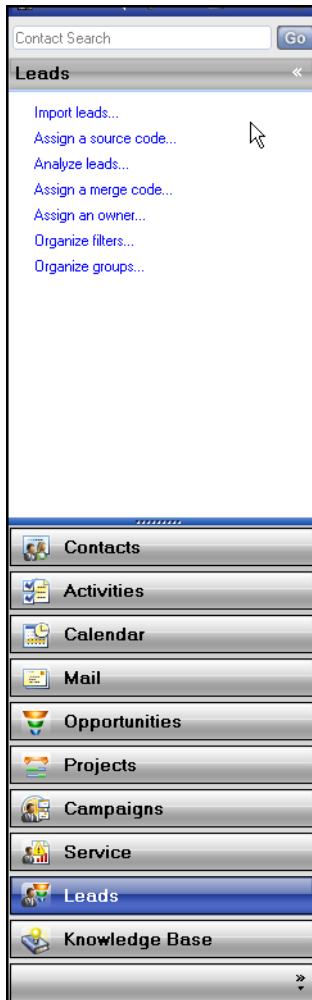 Contact Search Go
Leads
Import leads...
Assign a source code...
Analyze leads...
Assign a merge code...
Assign an owner...
Organize filters...
Organize groups...
Contacts
Activities
Calendar
Mail
Opportunities
Projects
Campaigns
Service
Leads
Knowledge Base